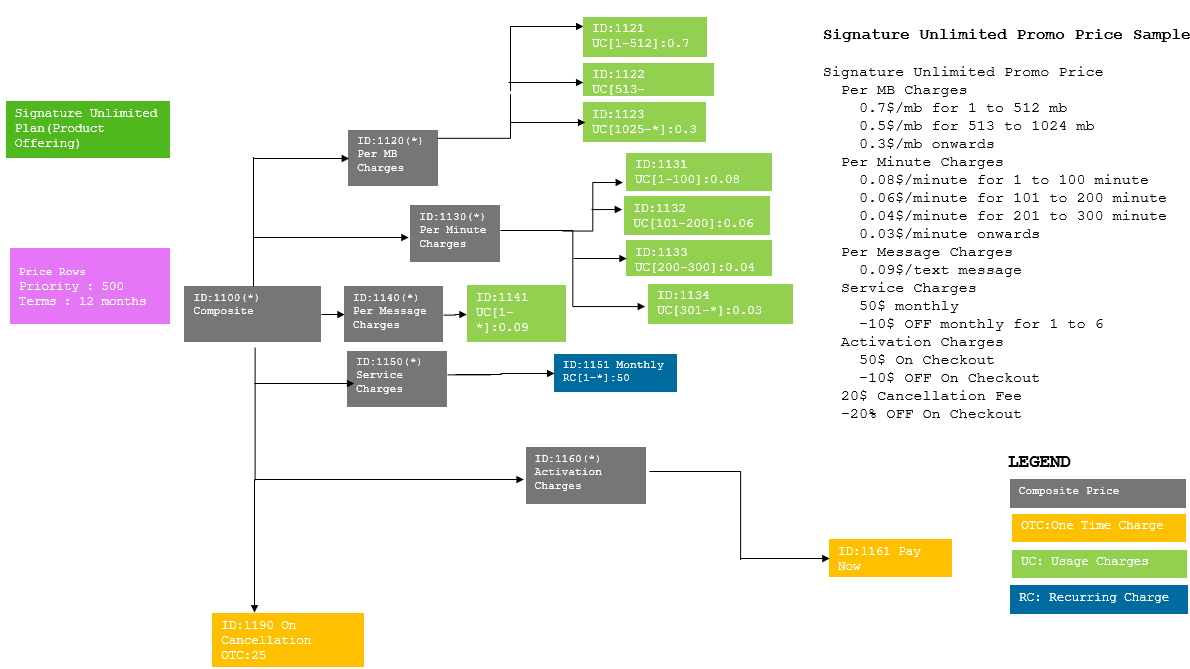 Signature Unlimited
Plan(Product
Offering)
Price Rows
Priority : 500
Terms : 12 months
ID:1100(*)
Composite
ID:1120(*)
Per MB
Charges
ID:1121
UC[1-512]:0.7
ID:1122
UC[513-
ID:1123
UC[1025-*]:0.3
ID:1130(*)
Per Minute
Charges
ID:1131
UC[1-100]:0.08
ID:1132
UC[101-200]:0.06
ID:1133
UC[200-300]:0.04
ID:1134
UC[301-*]:0.03
ID:1140(*)
Per Message
Charges
ID:1141
UC[1-
*]:0.09
ID:1150(*)
Service
Charges
ID:1151 Monthly
RC[1-*]:50
ID:1160(*)
Activation
Charges
ID:1161 Pay
Now
ID:1190 On
Cancellation
OTC:25
Signature Unlimited Promo Price Sample
Signature Unlimited Promo Price
Per MB Charges
0.7$/mb for 1 to 512 mb
0.5$/mb for 513 to 1024 mb
0.3$/mb onwards
Per Minute Charges
0.08$/minute for 1 to 100 minute
0.06$/minute for 101 to 200 minute
0.04$/minute for 201 to 300 minute
0.03$/minute onwards
Per Message Charges
0.09$/text message
Service Charges
50$ monthly
-10$ OFF monthly for 1 to 6
Activation Charges
50$ On Checkout
-10$ OFF On Checkout
20$ Cancellation Fee
-20% OFF On Checkout
LEGEND
Composite Price
OTC:One Time Charge
UC: Usage Charges
RC: Recurring Charge